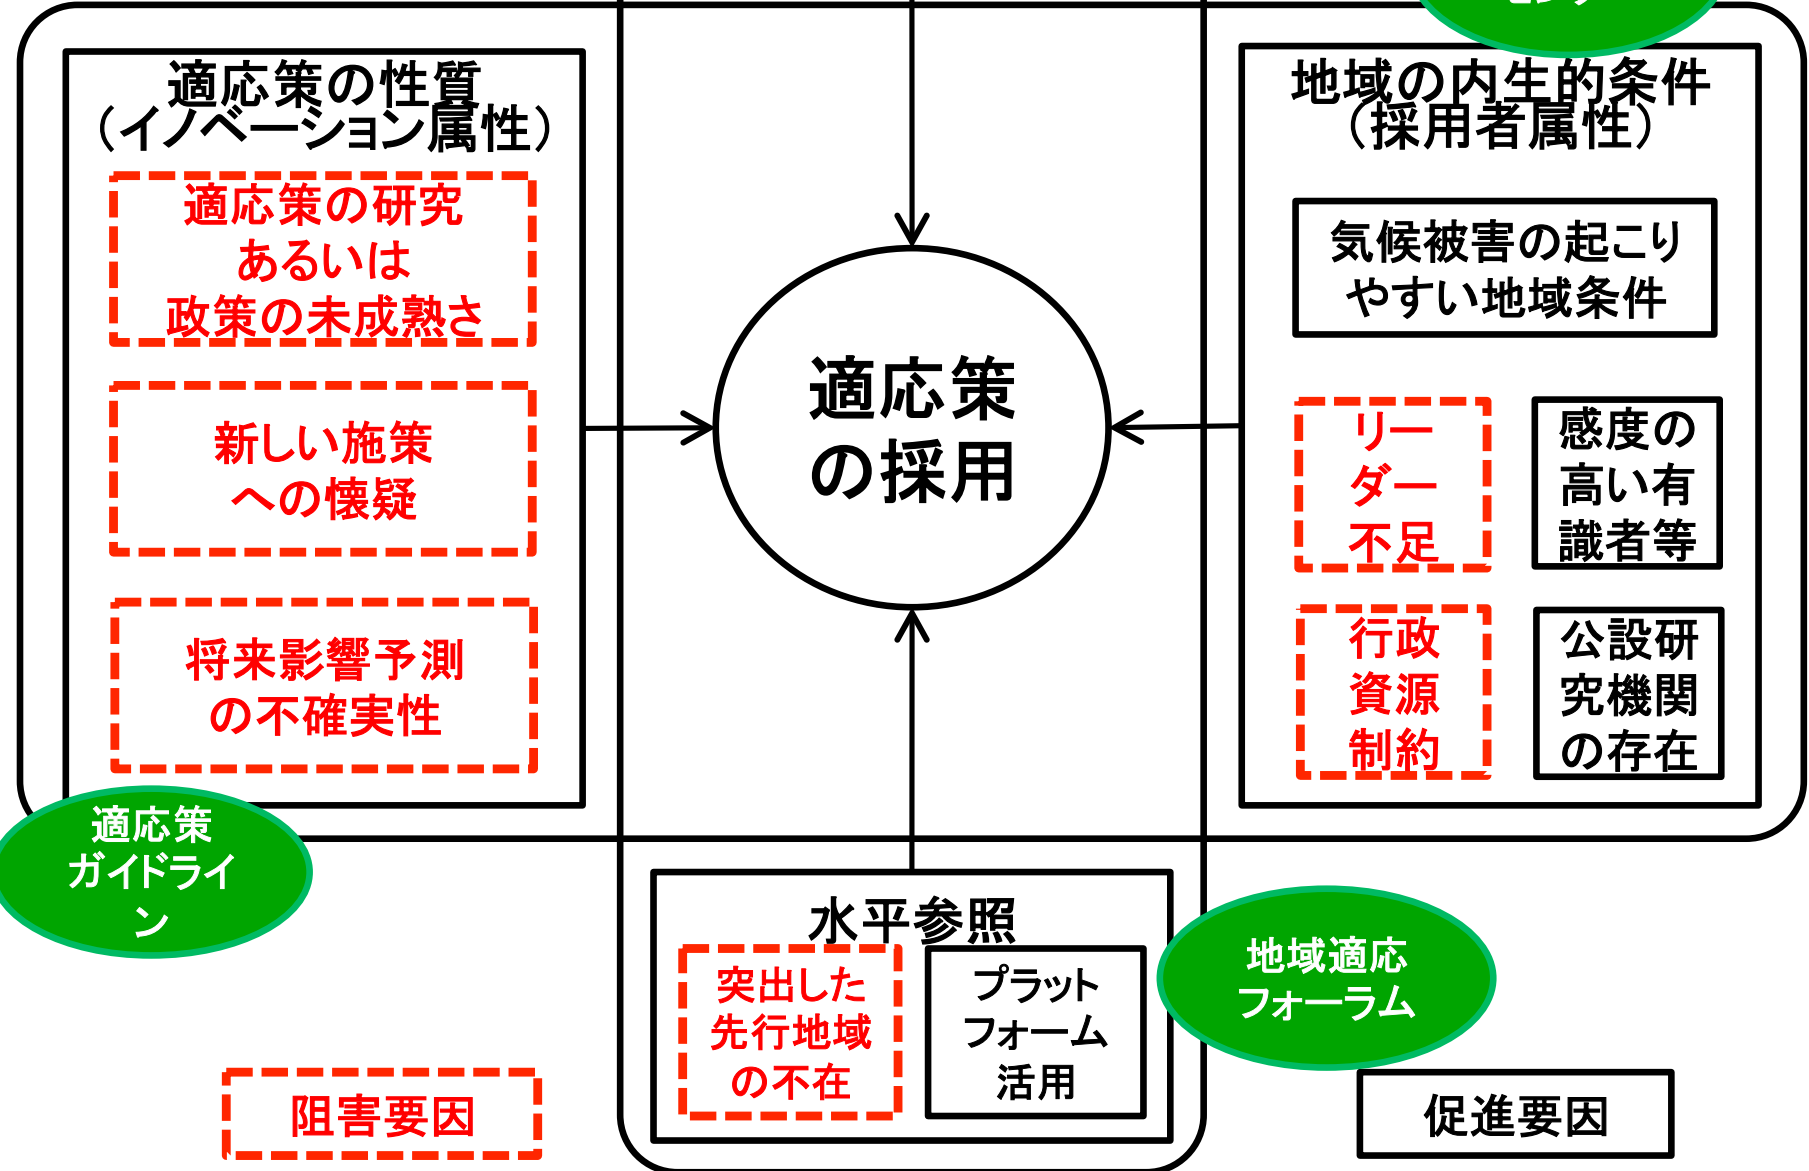 適応策の性質
（イノベーション属性）
適応策の研究
あるいは
政策の未成熟さ
新しい施策
への懐疑
将来影響予測
の不確実性
適応策
ガイドライ
ン
適応策
の採用
地域の内生的条件
（採用者属性）
気候被害の起こり
やすい地域条件
リー
ダー
不足
感度の
高い有
識者等
行政
資源
制約
公設研
究機関
の存在
水平参照
突出した
先行地域
の不在
プラット
フォーム
活用
地域適応
フォーラム
阻害要因
促進要因